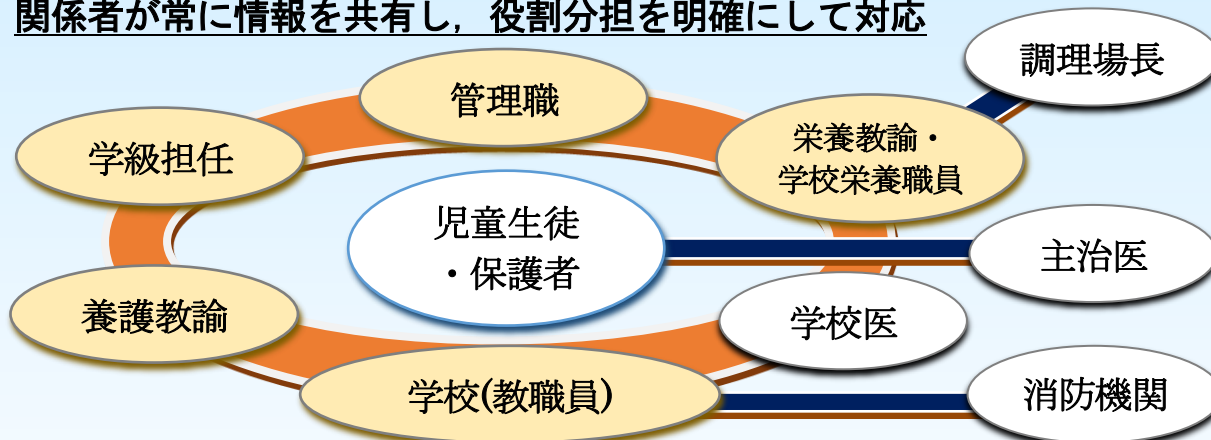 関係者が常に情報を共有し，役割分担を明確にして対応
調理場長
管理職
栄養教諭・
学校栄養職員
学級担任
児童生徒
・保護者
主治医
養護教諭
学校医
学校(教職員)
消防機関